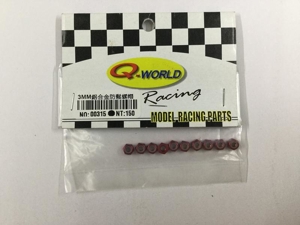 Q-WORLD
Racing
3MM鋁合金防鬆螺帽
NO:00315 ●NT:150
MODEL RACING PARTS